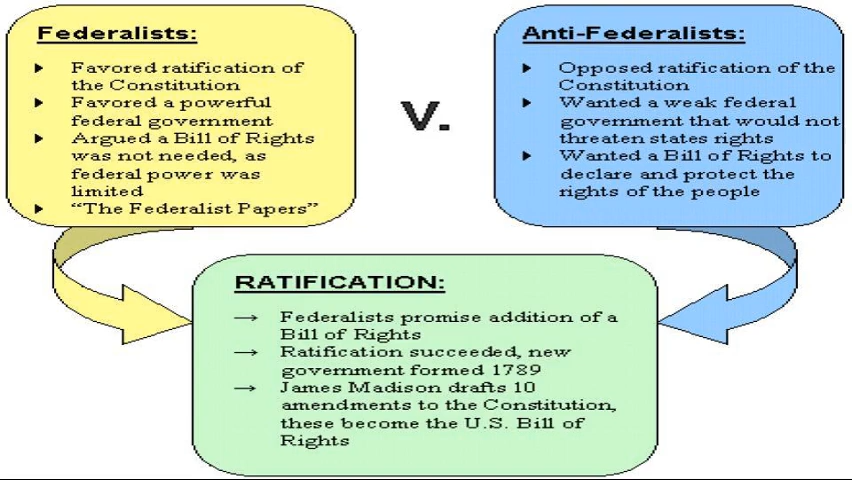 Federalists:
▶ Favored ratification of
the Constitution
▶ Favored a powerful
federal government
▶ Argued a Bill of Rights
was not needed, as
federal power was
limited
▶ “The Federalist Papers”
v.
Anti-Federalists:
▶ Opposed ratification of the
Constitution
▶ Wanted a weak federal
government that would not
threaten states rights
▶ Wanted a Bill of Rights to
declare and protect the
rights of the people
RATIFICATION:
→ Federalists promise addition of a
Bill of Rights
→ Ratification succeeded, new
government formed 1789
→ James Madison drafts 10
amendments to the Constitution,
these become the U.S. Bill of
Rights